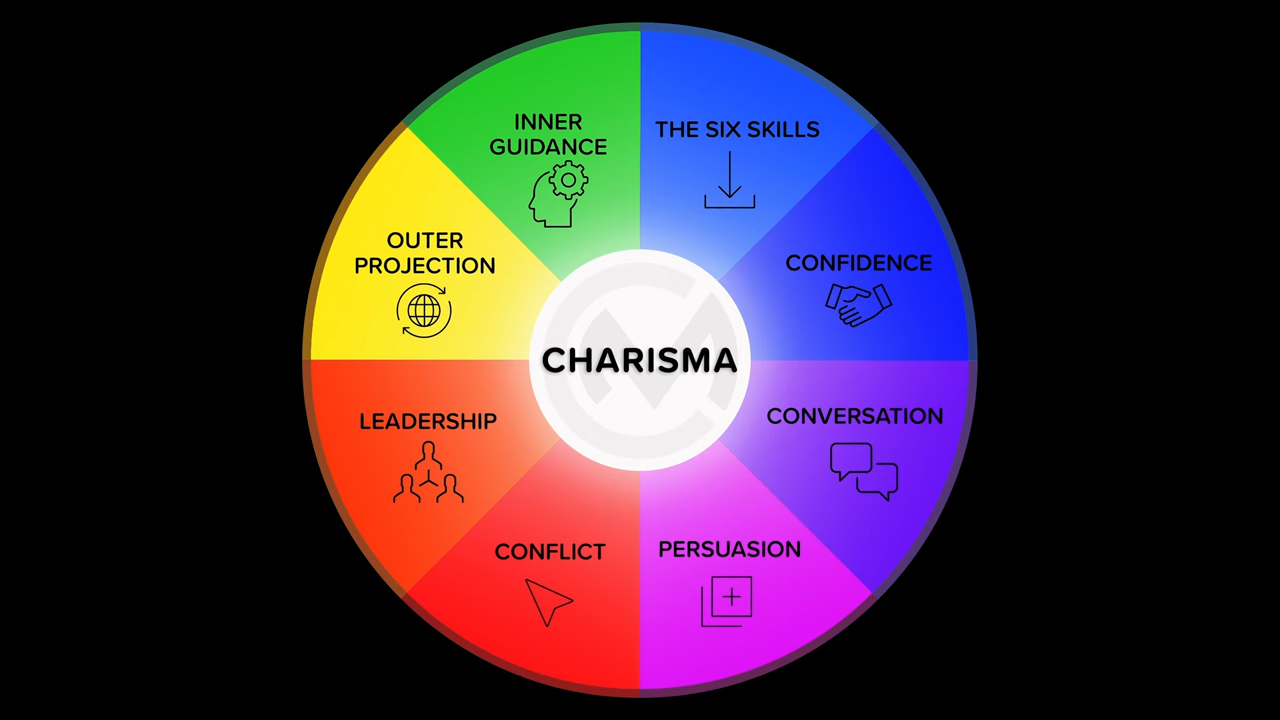 INNER
GUIDANCE
THE SIX SKILLS
OUTER
PROJECTION
CONFIDENCE
CHARISMA
LEADERSHIP
CONVERSATION
CONFLICT
PERSUASION